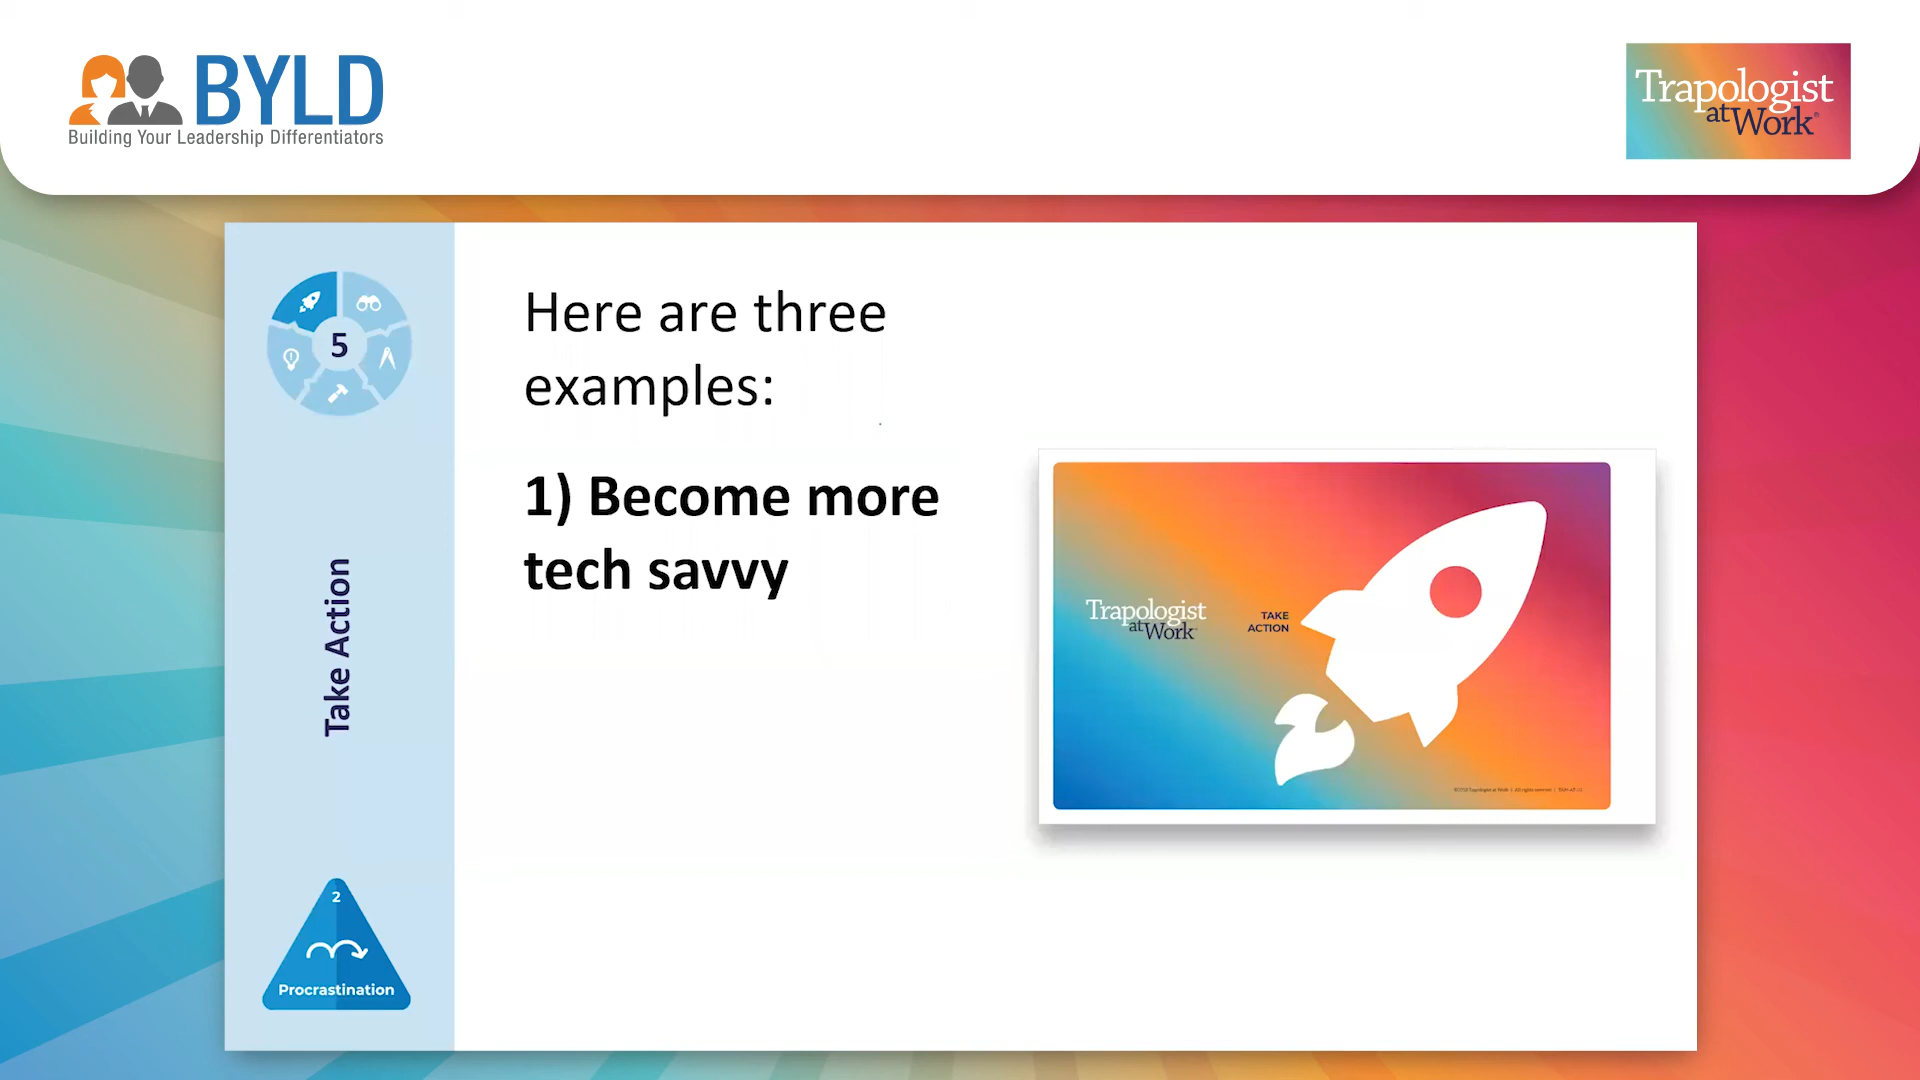 BYLD
Building Your Leadership Differentiators
Trapologist
at Work®
5
Take Action
2
Procrastination
Here are three
examples:
1) Become more
tech savvy
Trapologist
at Work
TAKE
ACTION